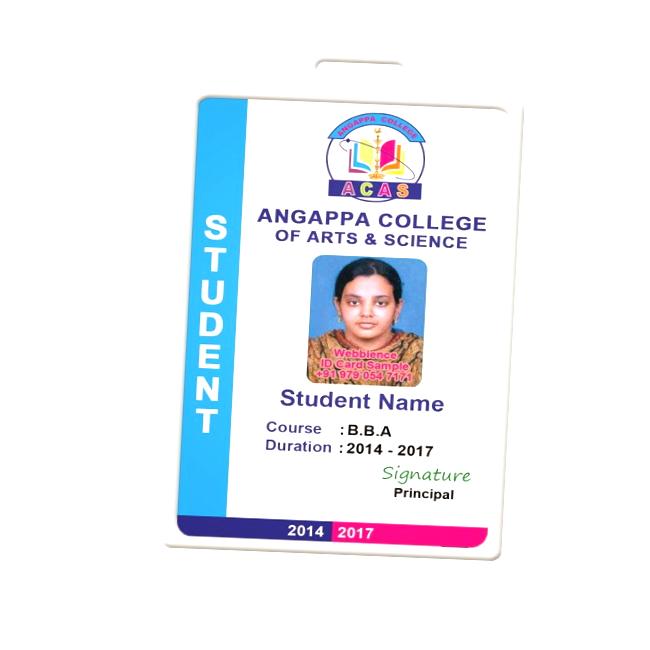 ANGAPPA COLLEGE
ACAS
ANGAPPA COLLEGE
OF ARTS & SCIENCE
STUDENT
Webblence
ID Card Sample
+91 979 054 7171
Student Name
Course : B.B.A
Duration : 2014 - 2017
Signature
Principal
2014 2017